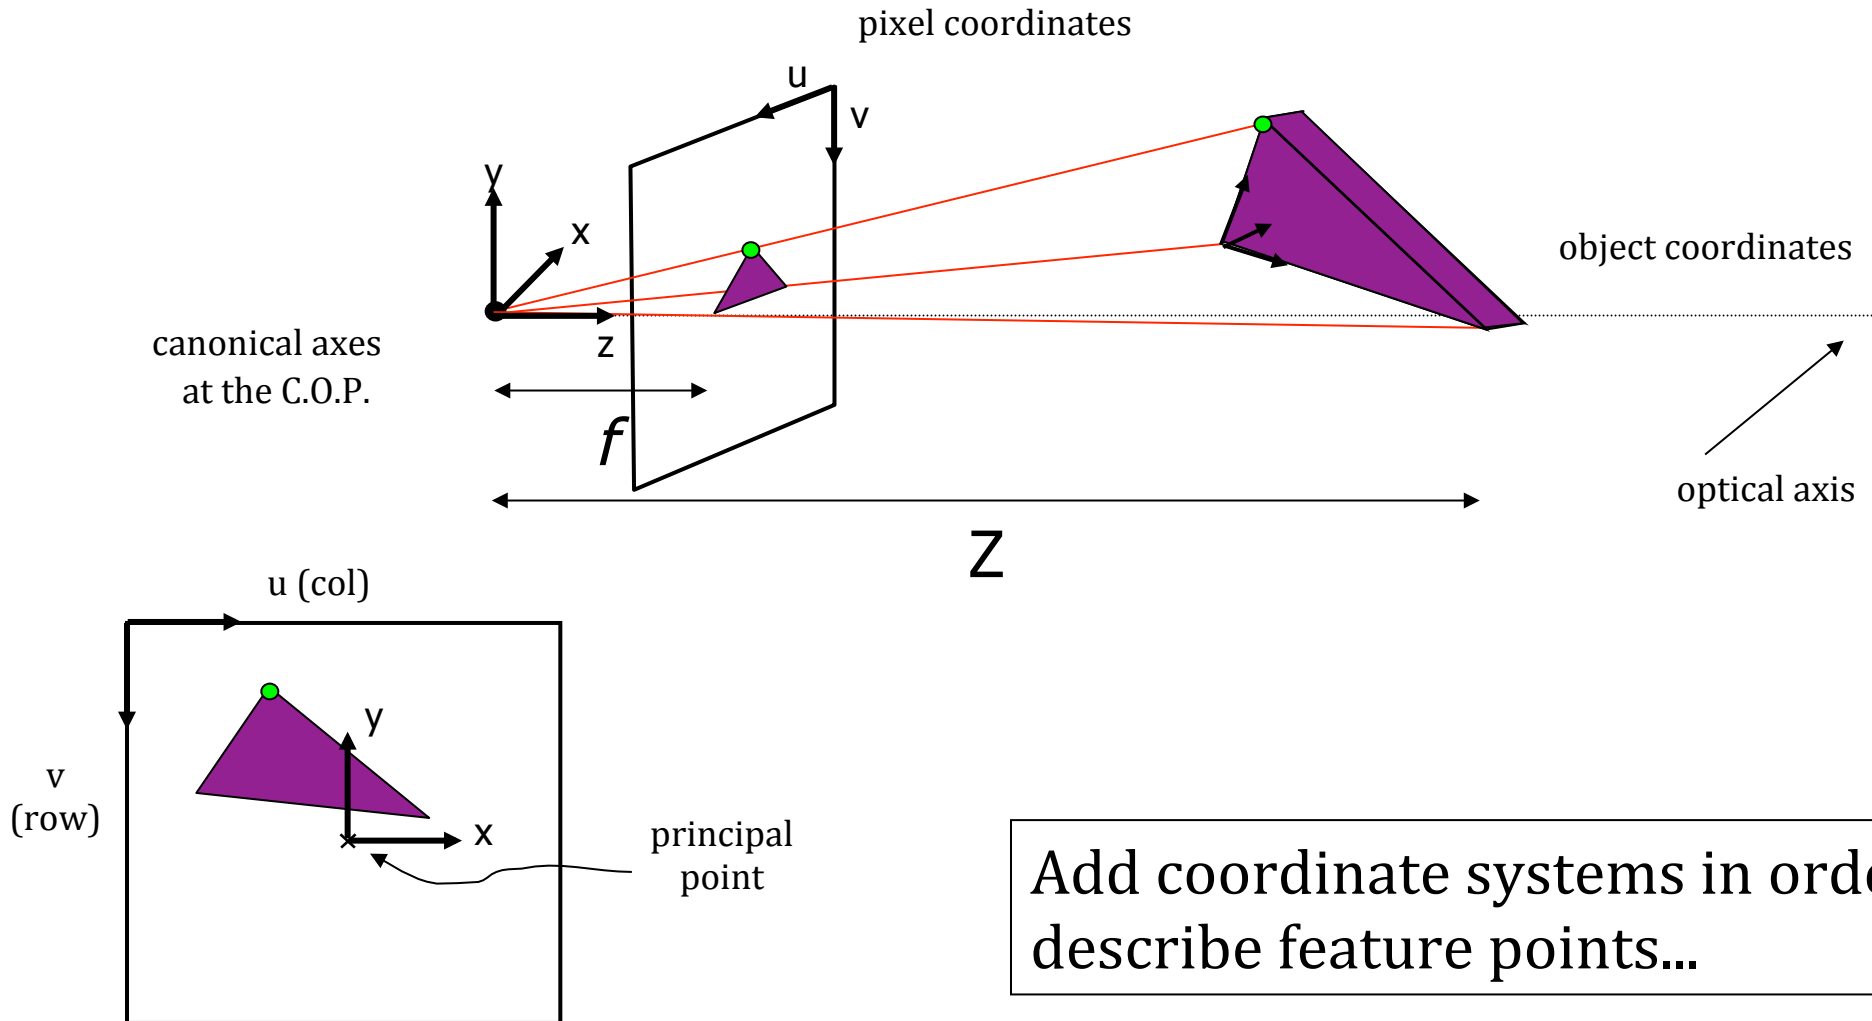 pixel coordinates
u
v
y
x
object coordinates
z
canonical axes
at the C.O.P.
f
optical axis
Z
u (col)
y
v
(row)
x
principal
point
Add coordinate systems in
describe feature points...